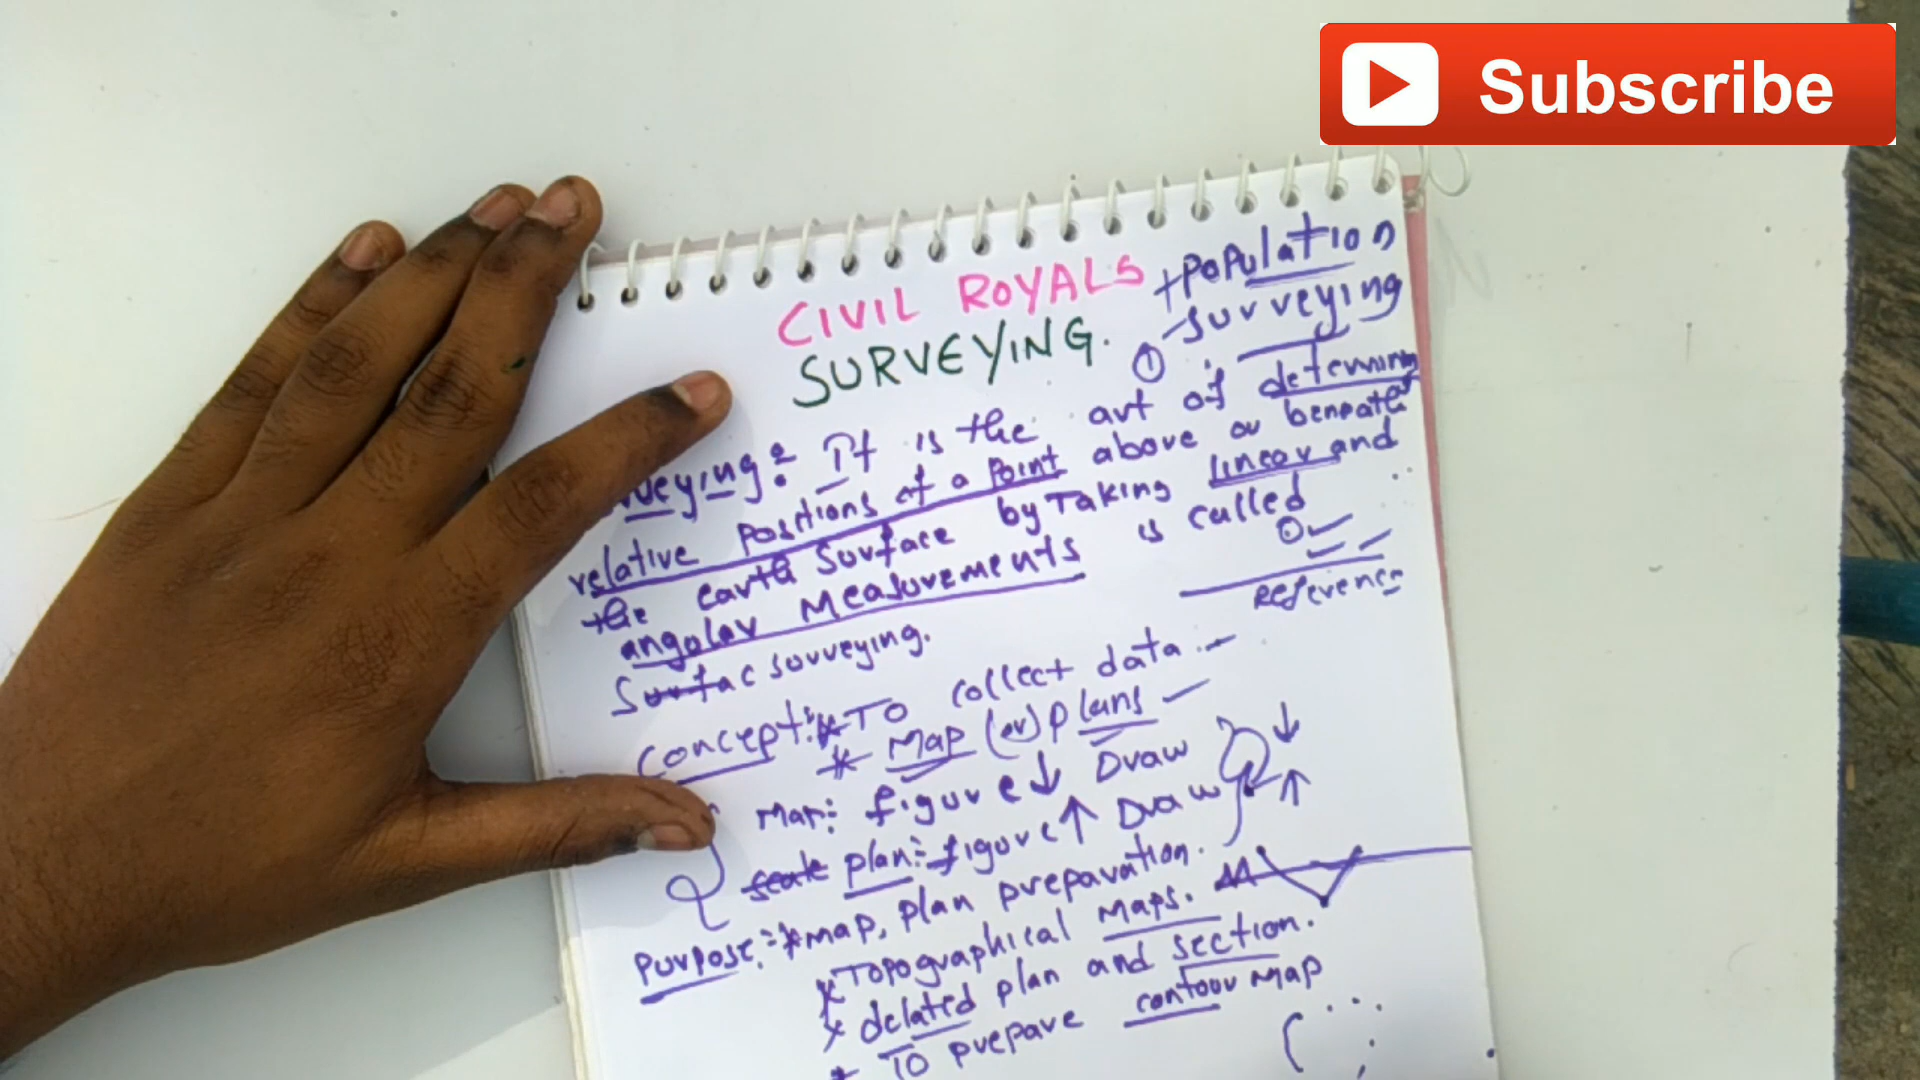 Subscribe
CIVIL ROYALS
+population
SURVEYING.
-surveying
①
veying: It is the art of determing
relative positions of a point above or beneath
the earth surface by Taking linear and
angular measurements is called
Surfac surveying.
reference
concept: * To collect data.
* Map (or) plans
Map: figure ↓ Draw
scale plan: figure ↑ Draw
purpose: * map, plan preparation.
* Topographical maps.
* delated plan and section.
* To prepare contour map